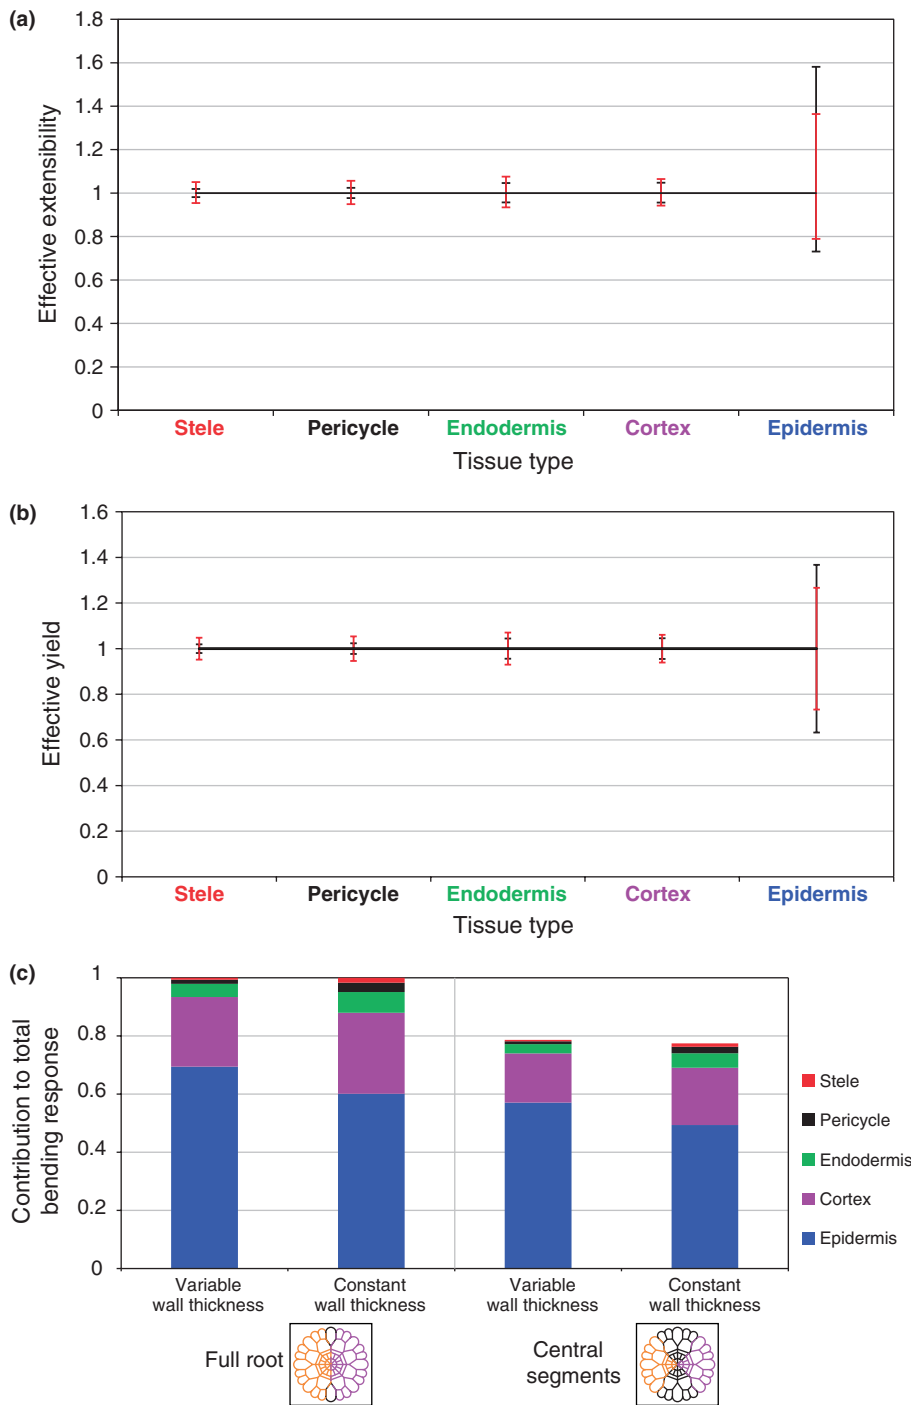 (a)
Effective extensibility
1.8
1.6
1.4
1.2
1
0.8
0.6
0.4
0.2
0
Stele Pericycle Endodermis Cortex Epidermis
Tissue type
(b)
Effective yield
1.6
1.4
1.2
1
0.8
0.6
0.4
0.2
0
Stele Pericycle Endodermis Cortex Epidermis
Tissue type
(c)
Contribution to total
bending response
1
0.8
0.6
0.4
0.2
0
Stele
Pericycle
Endodermis
Cortex
Epidermis
Variable
wall thickness
Constant
wall thickness
Variable
wall thickness
Constant
wall thickness
Full root
Central
segments